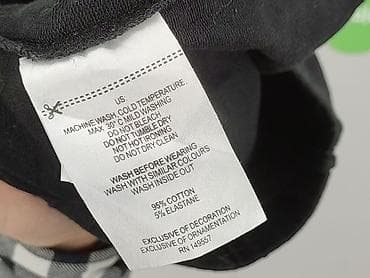 US
MACHINE WASH COLD TEMPERATURE
MAX 30°C MILD WASHING
DO NOT BLEACH
DO NOT TUMBLE DRY
NOT HOT IRONING
DO NOT DRY CLEAN
WASH BEFORE WEARING
WASH WITH SIMILAR COLOURS
WASH INSIDE OUT
95% COTTON
5% ELASTANE
EXCLUSIVE OF DECORATION
EXCLUSIVE OF ORNAMENTATION
RN 149557